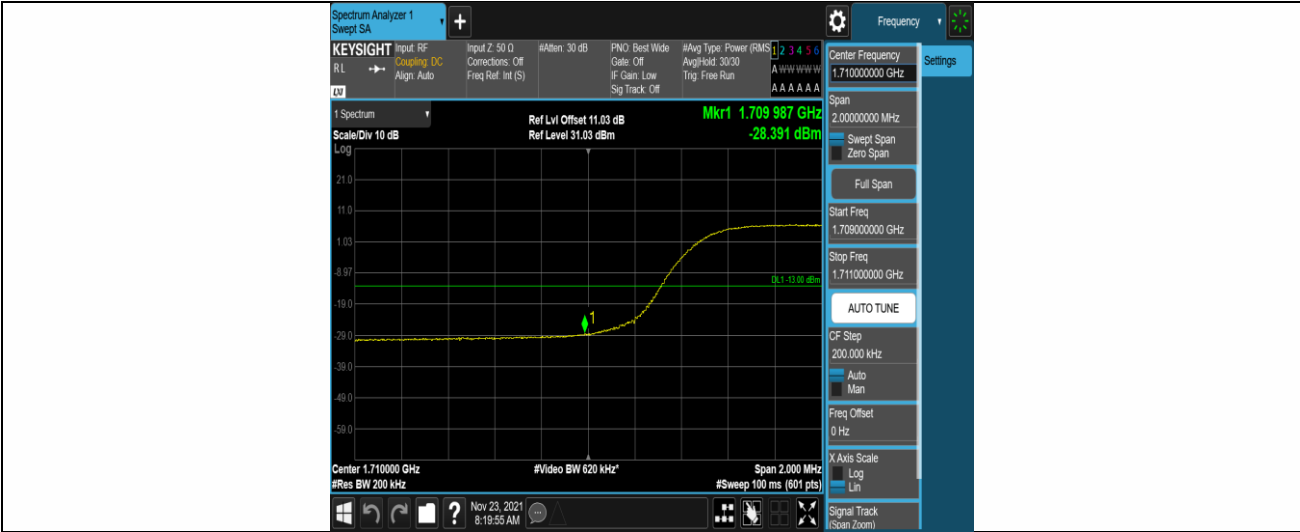 Spectrum Analyzer 1
Swept SA
+
Frequency
KEYSIGHT
R L
LXI
Input: RF
Coupling: DC
Align: Auto
Input Z: 50 Ω
Corrections: Off
Freq Ref: Int (S)
#Atten: 30 dB
PNO: Best Wide
Gate: Off
IF Gain: Low
Sig Track: Off
#Avg Type: Power (RMS
Avg|Hold: 30/30
Trig: Free Run
1 2 3 4 5 6
A W W W W W
A A A A A A
1 Spectrum
Scale/Div 10 dB
Ref Lvl Offset 11.03 dB
Ref Level 31.03 dBm
Mkr1 1.709 987 GHz
-28.391 dBm
Log
21.0
11.0
1.03
-8.97
-19.0
-29.0
-39.0
-49.0
-59.0
DL1 -13.00 dBm
1
Center 1.710000 GHz
#Res BW 200 kHz
#Video BW 620 kHz*
Span 2.000 MHz
#Sweep 100 ms (601 pts)
Nov 23, 2021
8:19:55 AM
?
Center Frequency
1.710000000 GHz
Settings
Span
2.00000000 MHz
Swept Span
Zero Span
Full Span
Start Freq
1.709000000 GHz
Stop Freq
1.711000000 GHz
AUTO TUNE
CF Step
200.000 kHz
Auto
Man
Freq Offset
0 Hz
X Axis Scale
Log
Lin
Signal Track
(Span Zoom)